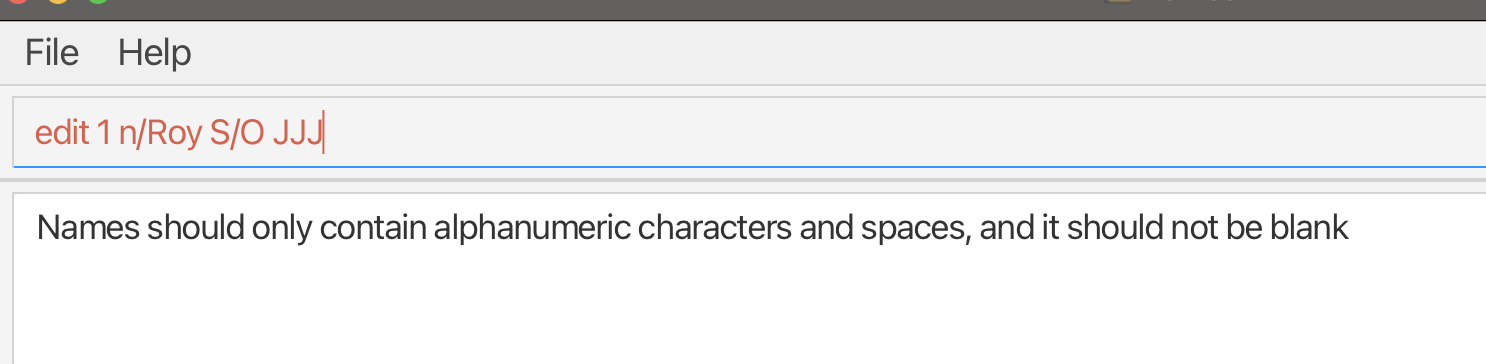 File Help
edit 1 n/Roy S/O JJJ
Names should only contain alphanumeric characters and spaces, and it should not be blank